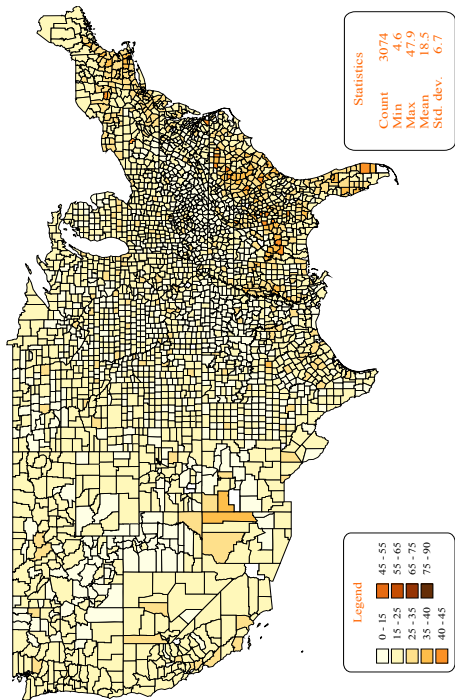 Legend
0 - 15
15 - 25
25 - 35
35 - 40
40 - 45
45 - 55
55 - 65
65 - 75
75 - 90
Statistics
Count 3074
Min 4.6
Max 47.9
Mean 18.5
Std. dev. 6.7